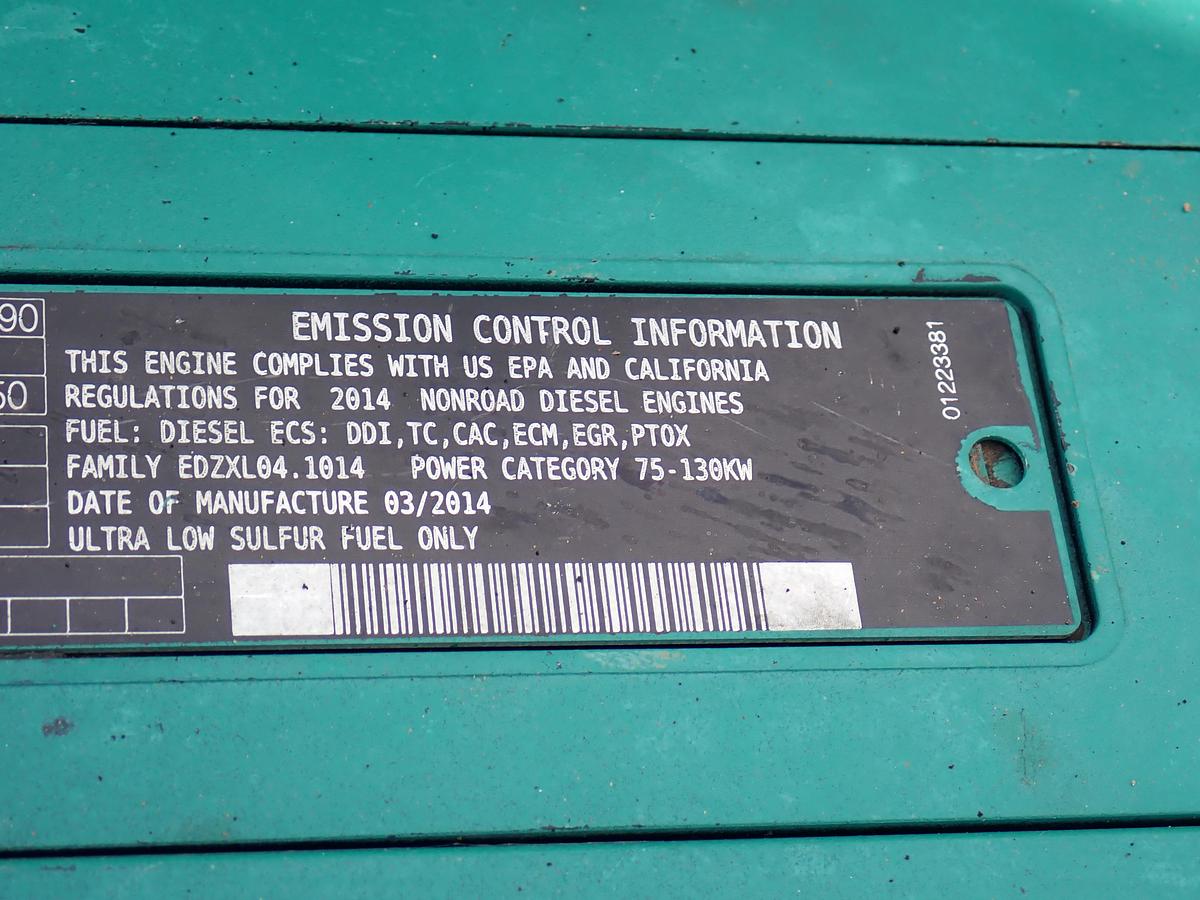 90
50
EMISSION CONTROL INFORMATION
THIS ENGINE COMPLIES WITH US EPA AND CALIFORNIA
REGULATIONS FOR 2014 NONROAD DIESEL ENGINES
FUEL: DIESEL ECS: DDI,TC,CAC,ECM,EGR,PTOX
FAMILY EDZXL04.1014 POWER CATEGORY 75-130KW
DATE OF MANUFACTURE 03/2014
ULTRA LOW SULFUR FUEL ONLY
01223381